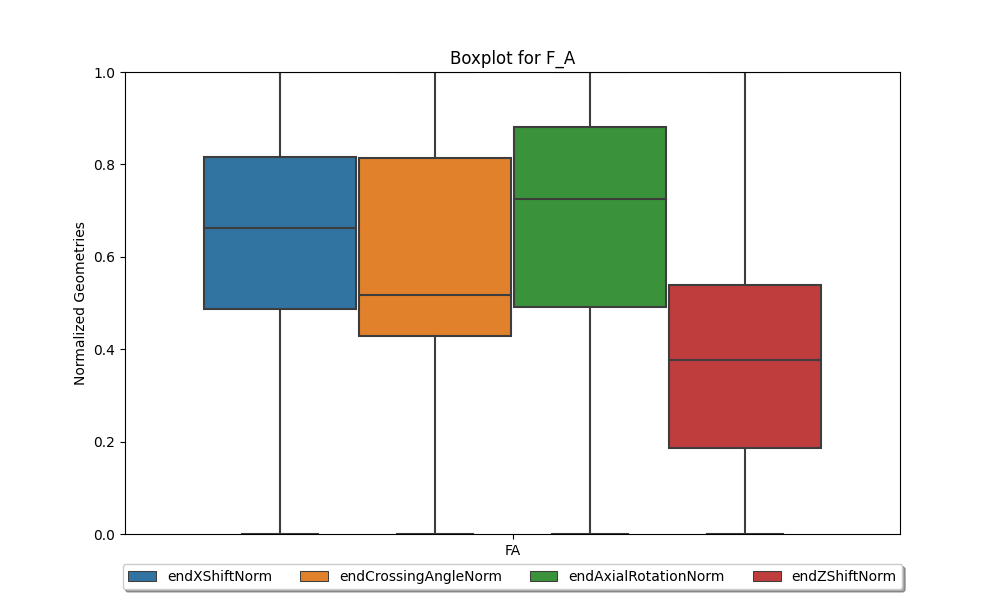 Boxplot for F_A
Normalized Geometries
1.0
0.8
0.6
0.4
0.2
0.0
FA
endXShiftNorm endCrossingAngleNorm endAxialRotationNorm endZShiftNorm